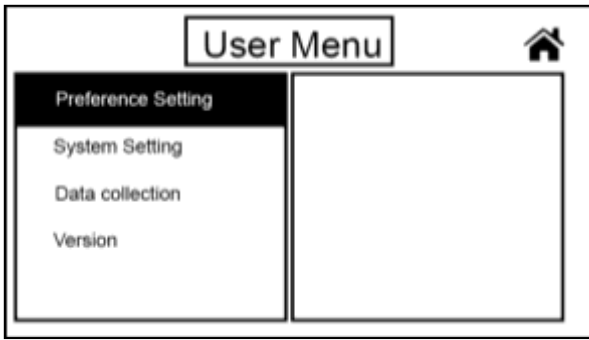 User Menu
Preference Setting
System Setting
Data collection
Version